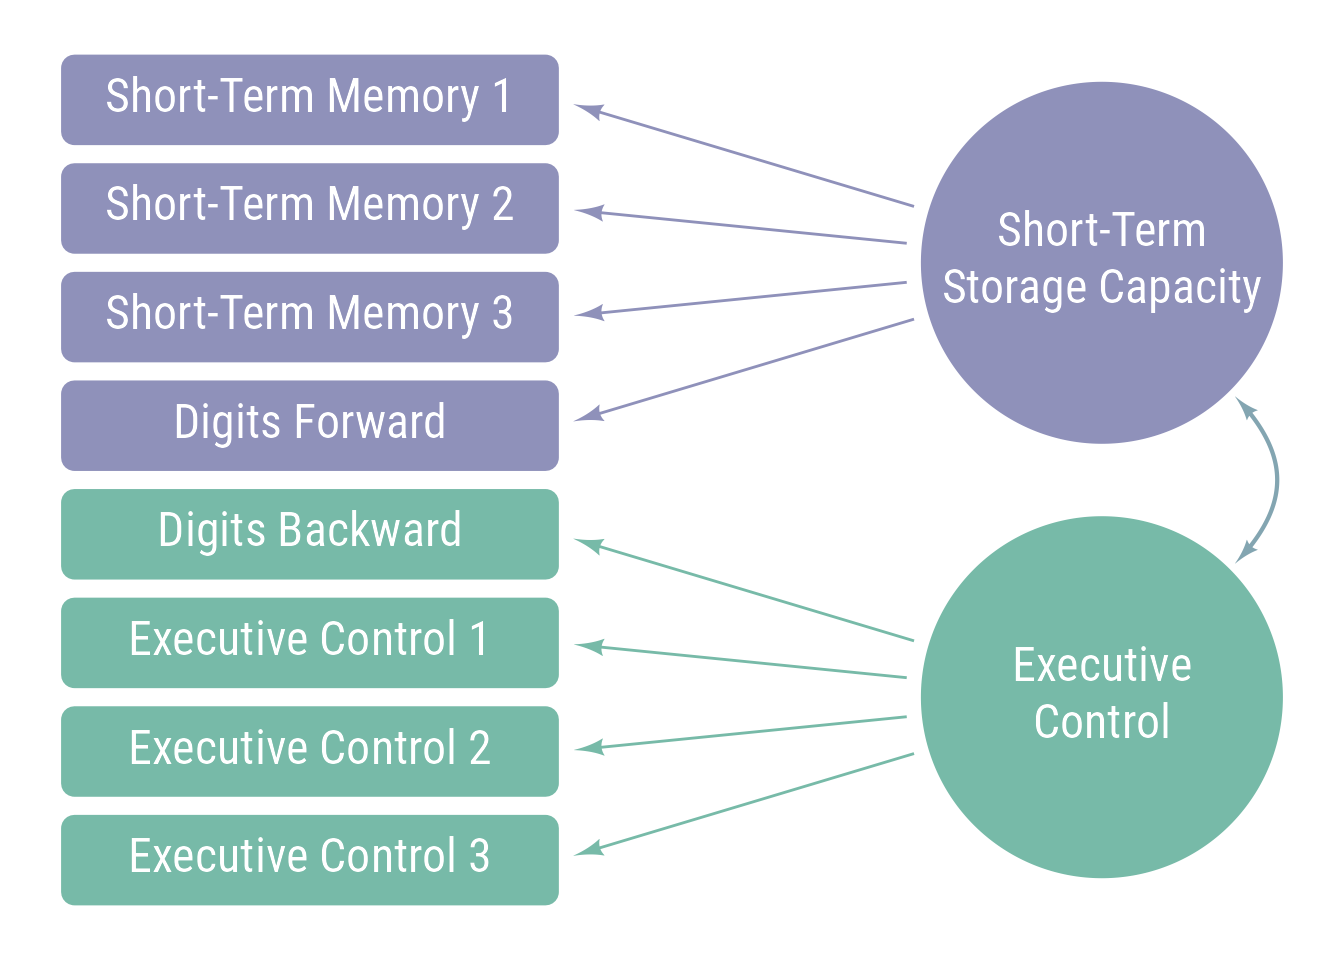 Short-Term Memory 1
Short-Term Memory 2
Short-Term Memory 3
Digits Forward
Digits Backward
Executive Control 1
Executive Control 2
Executive Control 3
Short-Term
Storage Capacity
Executive
Control